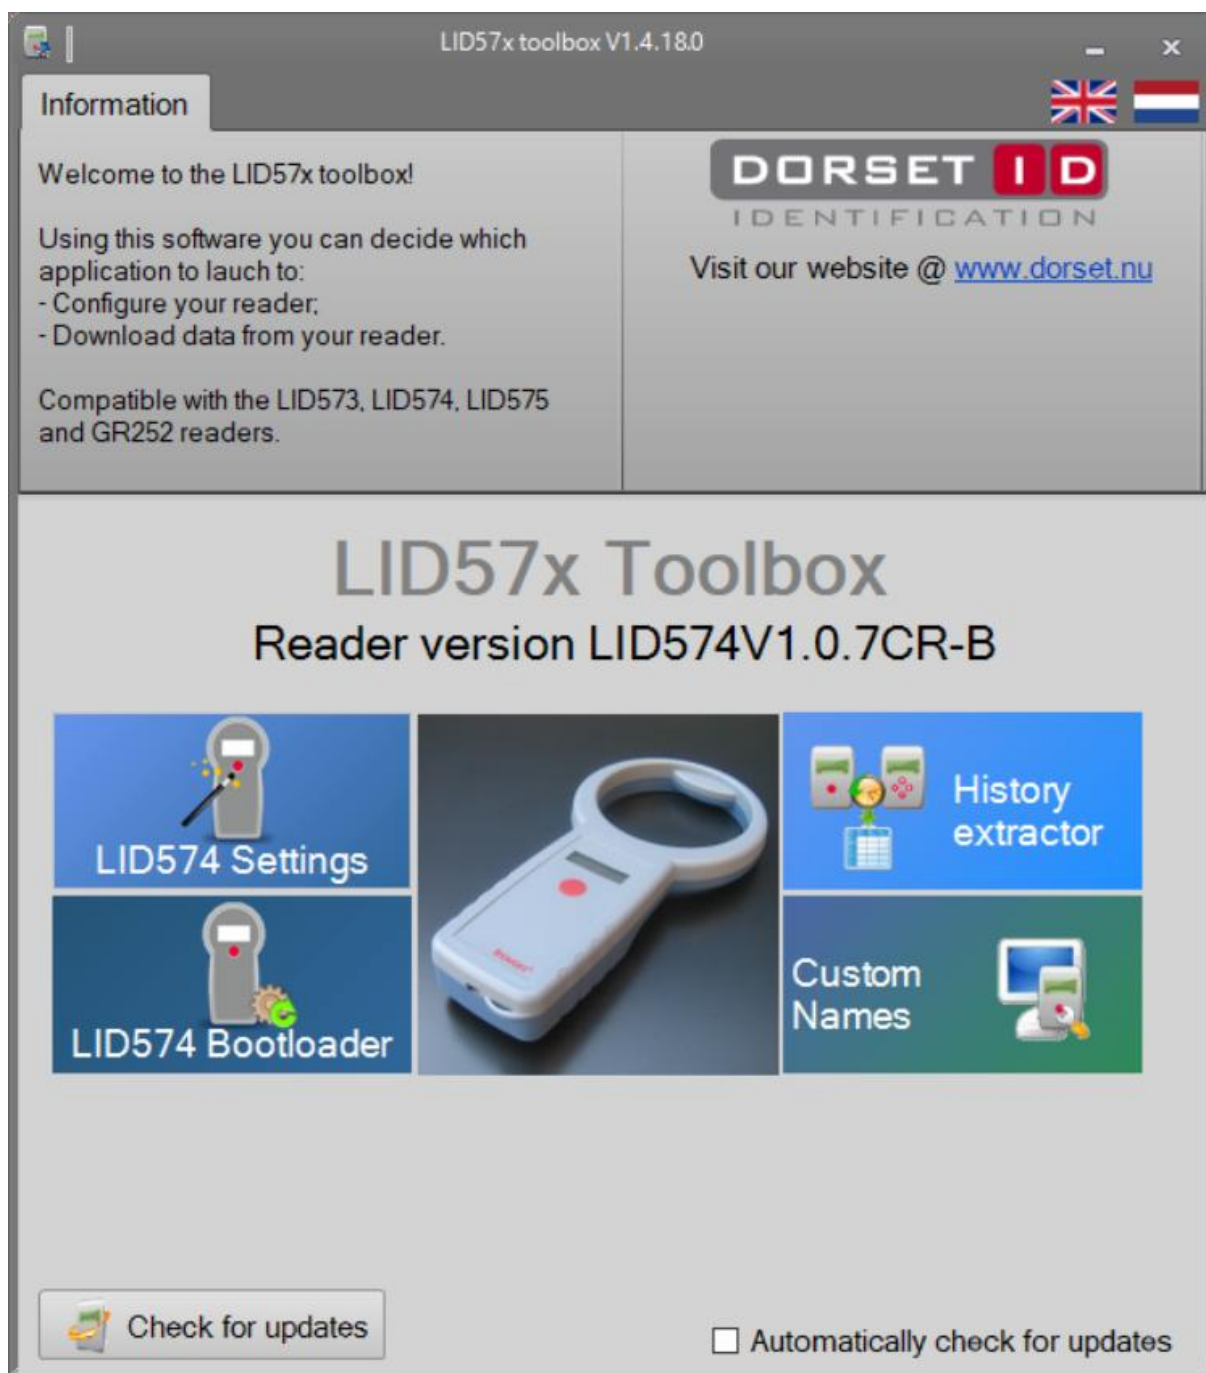 LID57x toolbox V1.4.18.0
Information
Welcome to the LID57x toolbox!
Using this software you can decide which
application to lauch to:
- Configure your reader;
- Download data from your reader.
Compatible with the LID573, LID574, LID575
and GR252 readers.
DORSET ID
IDENTIFICATION
Visit our website @ www.dorset.nu
LID57x Toolbox
Reader version LID574V1.0.7CR-B
LID574 Settings
History
extractor
LID574 Bootloader
Custom
Names
Check for updates
Automatically check for updates